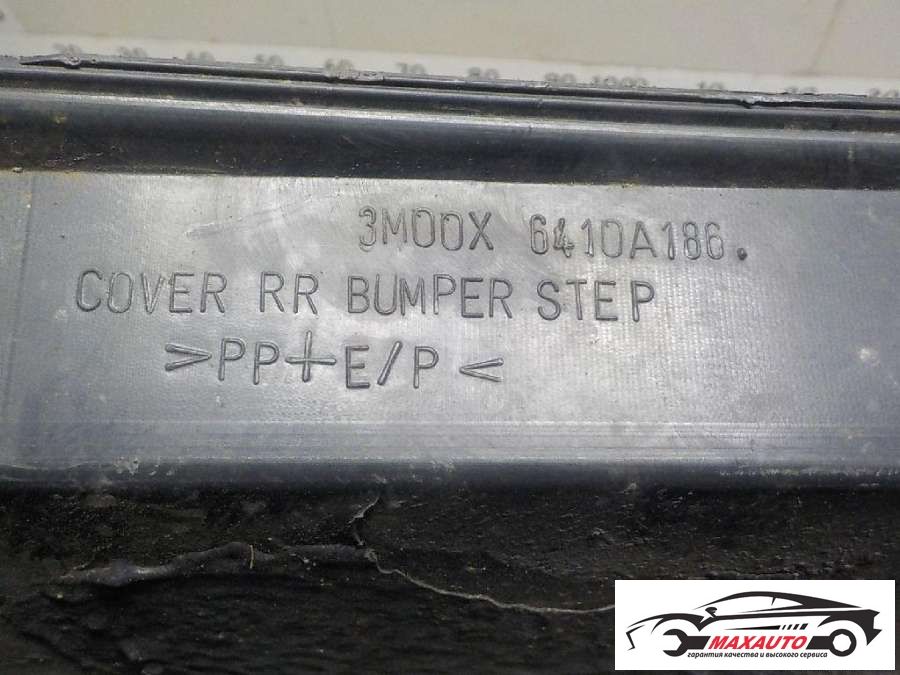 3M00X 6410A186.
COVER RR BUMPER STEP
>PP+E/P<
MAXAUTO
гарантия качества и высокого сервиса